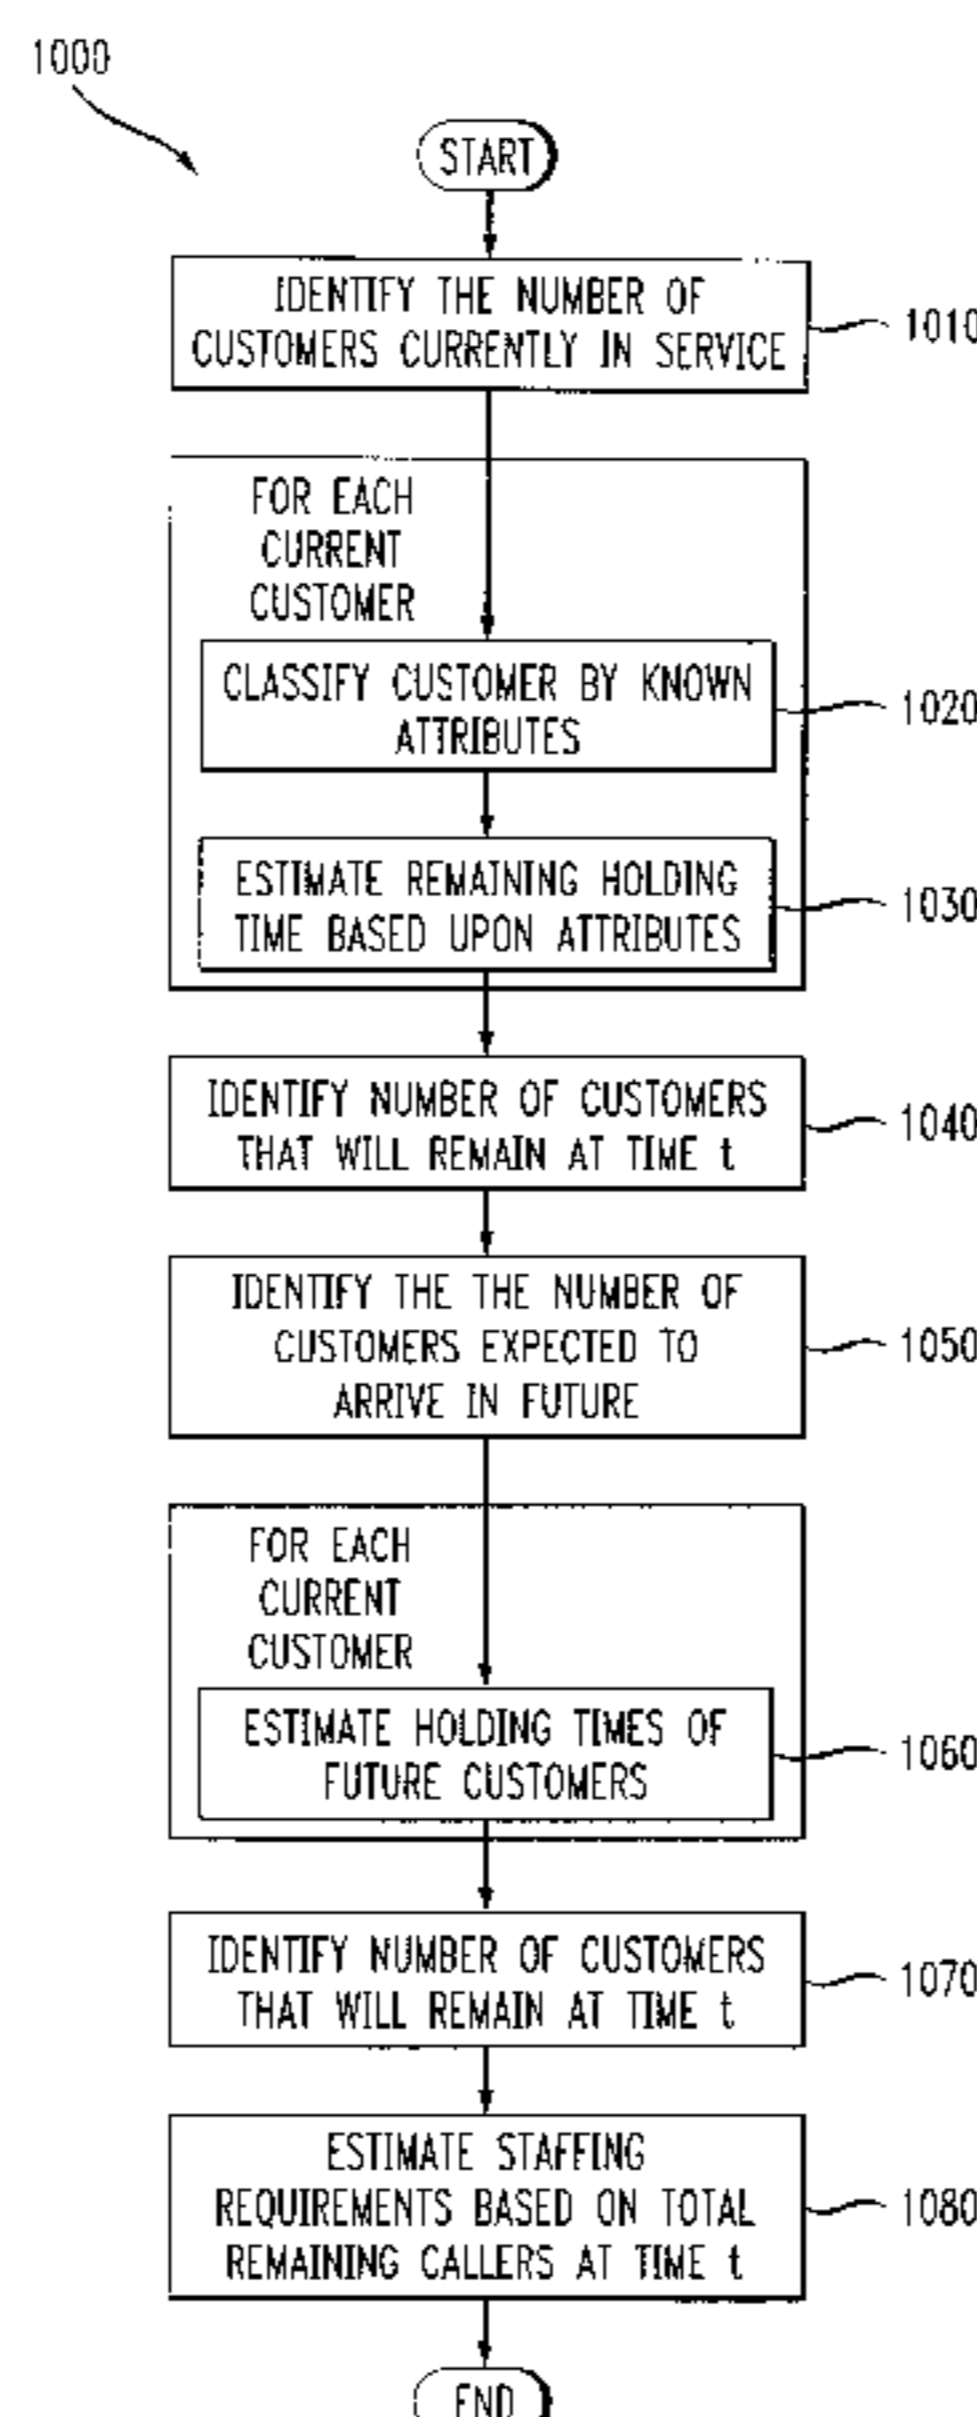 1000
START
IDENTIFY THE NUMBER OF
CUSTOMERS CURRENTLY IN SERVICE
1010
FOR EACH
CURRENT
CUSTOMER
CLASSIFY CUSTOMER BY KNOWN
ATTRIBUTES
1020
ESTIMATE REMAINING HOLDING
TIME BASED UPON ATTRIBUTES
1030
IDENTIFY NUMBER OF CUSTOMERS
THAT WILL REMAIN AT TIME t
1040
IDENTIFY THE THE NUMBER OF
CUSTOMERS EXPECTED TO
ARRIVE IN FUTURE
1050
FOR EACH
CURRENT
CUSTOMER
ESTIMATE HOLDING TIMES OF
FUTURE CUSTOMERS
1060
IDENTIFY NUMBER OF CUSTOMERS
THAT WILL REMAIN AT TIME t
1070
ESTIMATE STAFFING
REQUIREMENTS BASED ON TOTAL
REMAINING CALLERS AT TIME t
1080
END